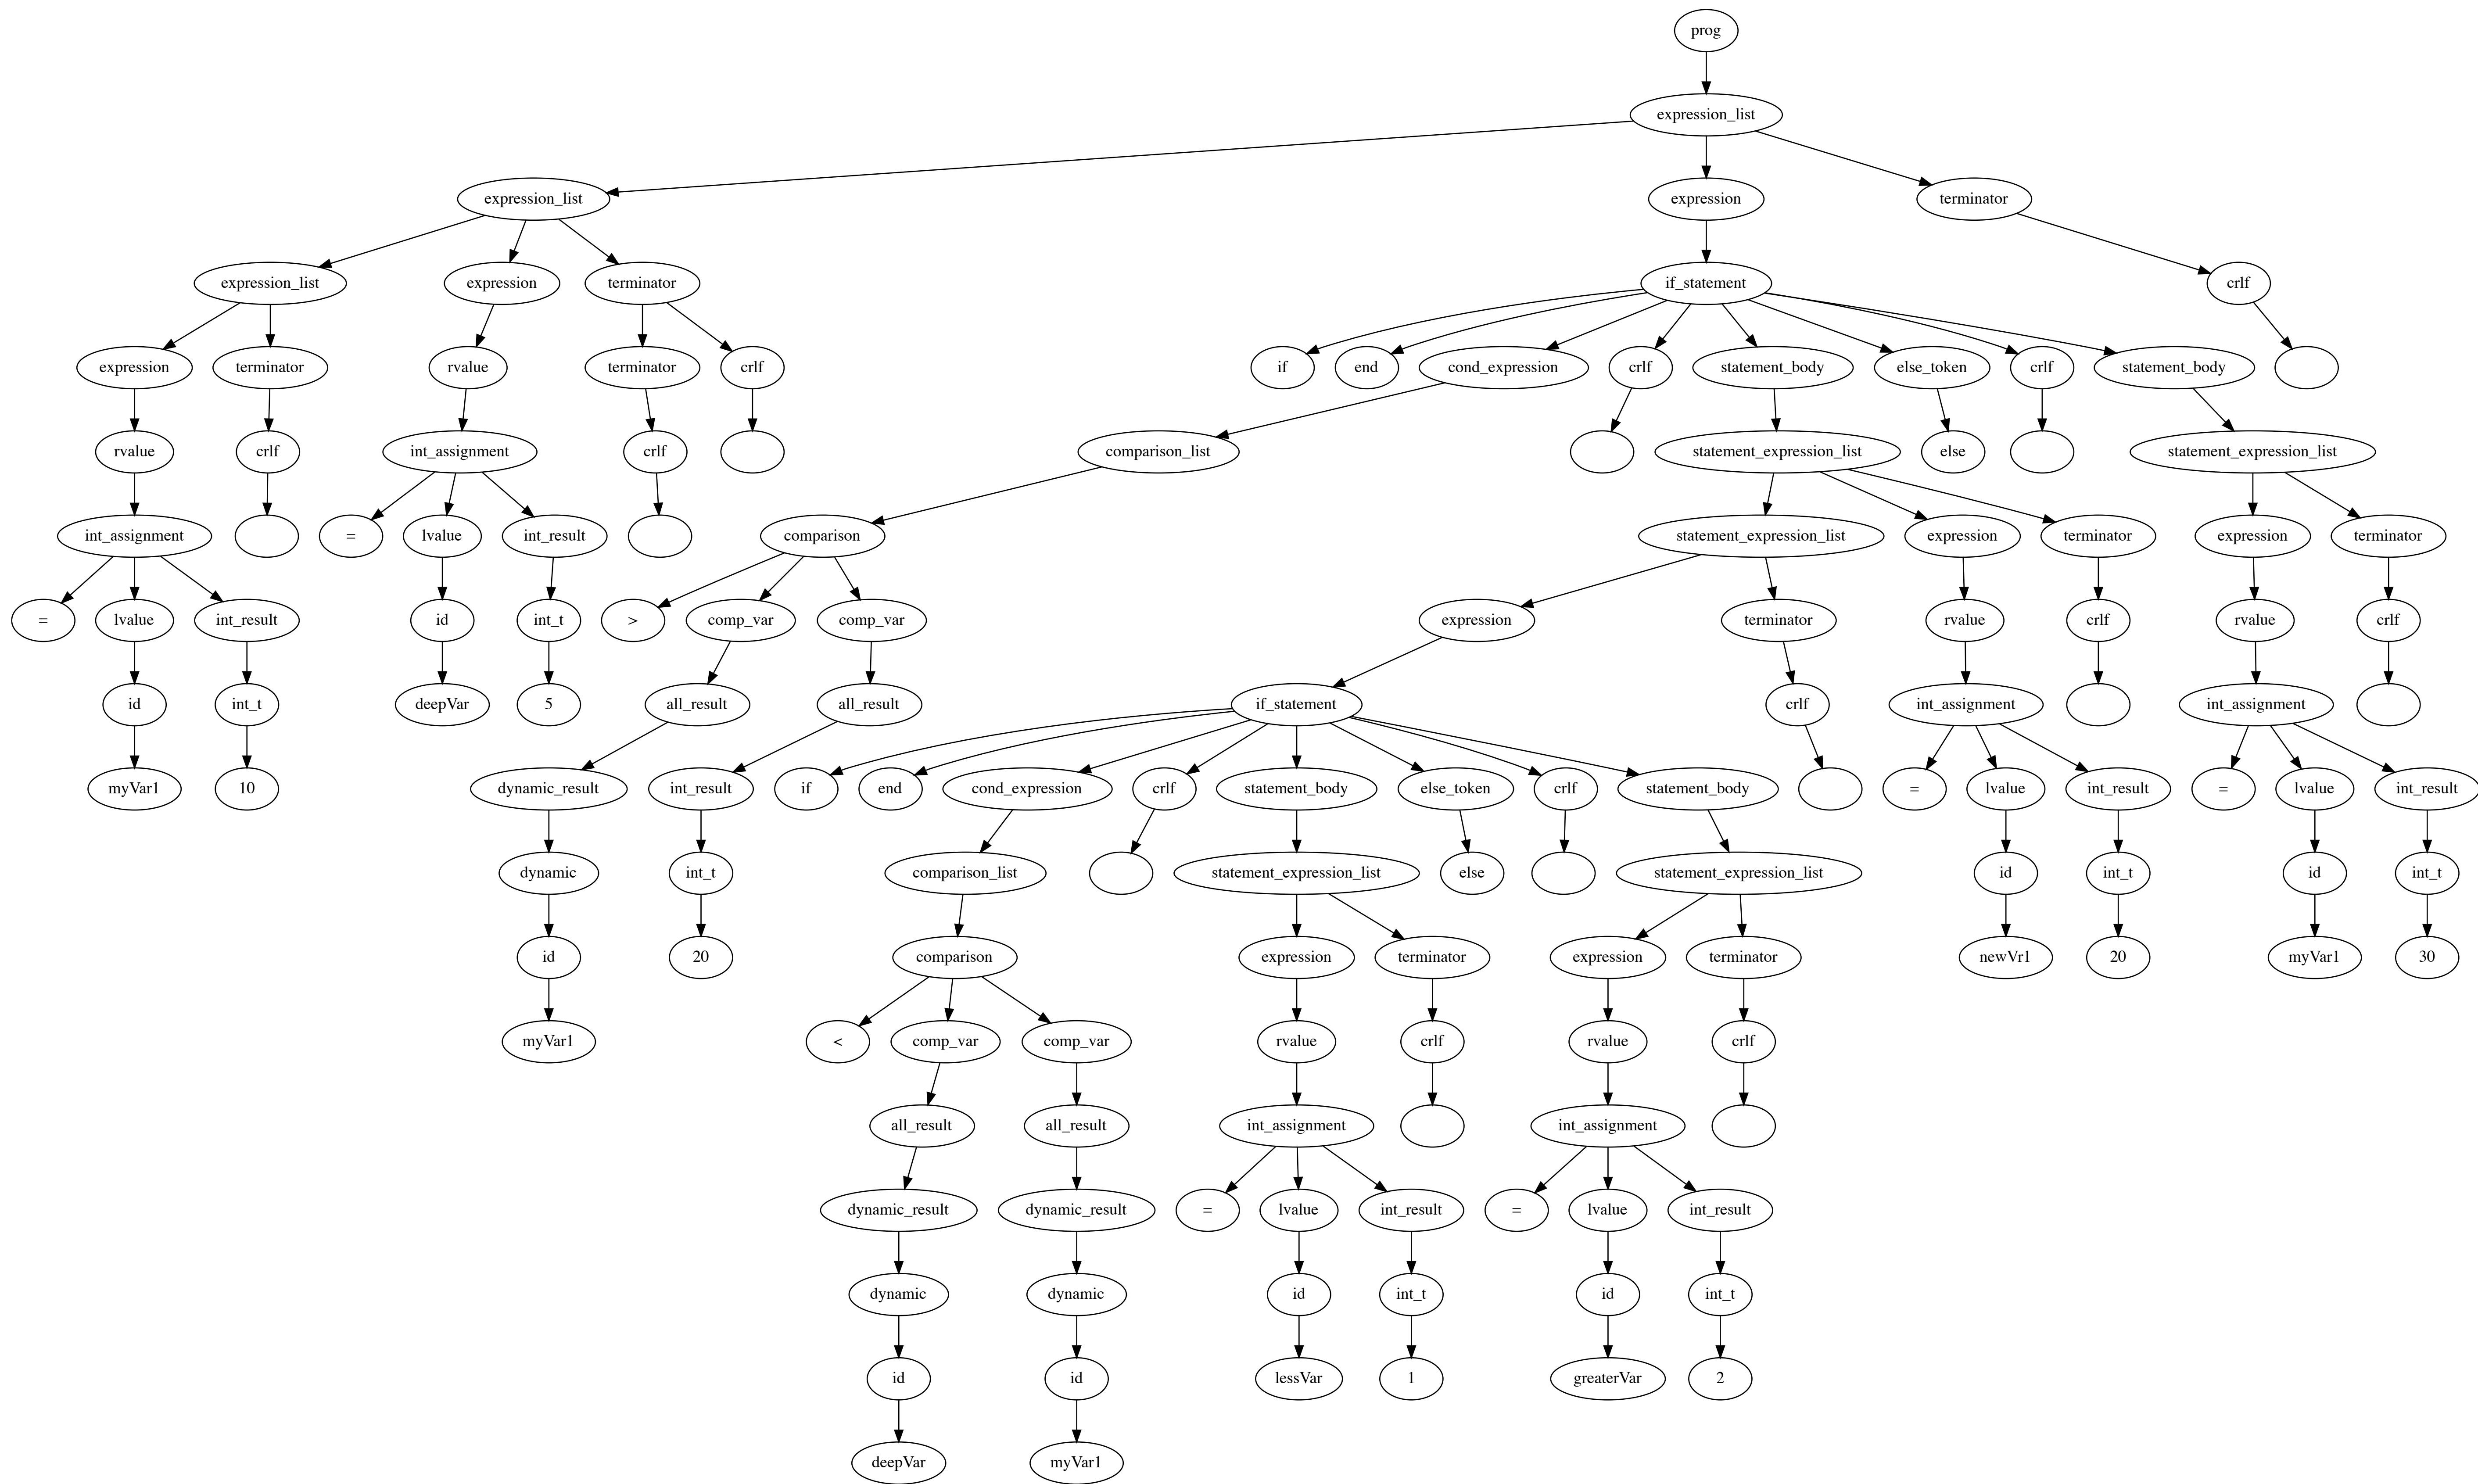 prog
expression_list
expression_list expression terminator
expression_list expression terminator if_statement crlf
expression terminator rvalue terminator crlf if end cond_expression crlf statement_body else_token crlf statement_body
rvalue crlf int_assignment crlf comparison_list statement_expression_list else statement_expression_list
int_assignment = lvalue int_result comparison statement_expression_list expression terminator expression terminator
= lvalue int_result id int_t > comp_var comp_var expression terminator rvalue crlf rvalue crlf
id int_t deepVar 5 all_result all_result if_statement crlf int_assignment int_assignment
myVar1 10 dynamic_result int_result if end cond_expression crlf statement_body else_token crlf statement_body = lvalue int_result = lvalue int_result
dynamic int_t comparison_list statement_expression_list else statement_expression_list id int_t id int_t
id 20 comparison expression terminator expression terminator newVr1 20 myVar1 30
myVar1 < comp_var comp_var rvalue crlf rvalue crlf
all_result all_result int_assignment int_assignment
dynamic_result dynamic_result = lvalue int_result = lvalue int_result
dynamic dynamic id int_t id int_t
id id lessVar 1 greaterVar 2
deepVar myVar1